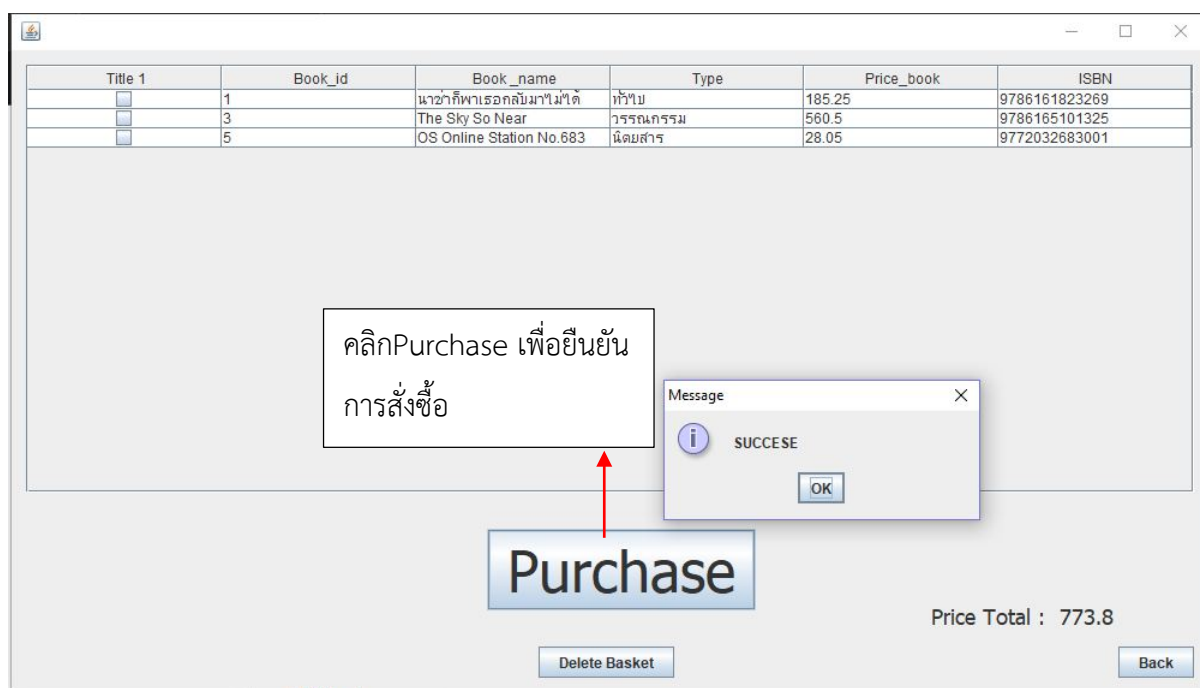 Title 1 Book_id Book _name Type Price_book ISBN
1 นาซ่าก็พาเธอกลับมาไม่ได้ ทั่วไป 185.25 9786161823269
3 The Sky So Near วรรณกรรม 560.5 9786165101325
5 OS Online Station No.683 นิตยสาร 28.05 9772032683001
คลิกPurchase เพื่อยืนยัน
การสั่งซื้อ
Message
SUCCESE
OK
Purchase
Price Total : 773.8
Delete Basket
Back